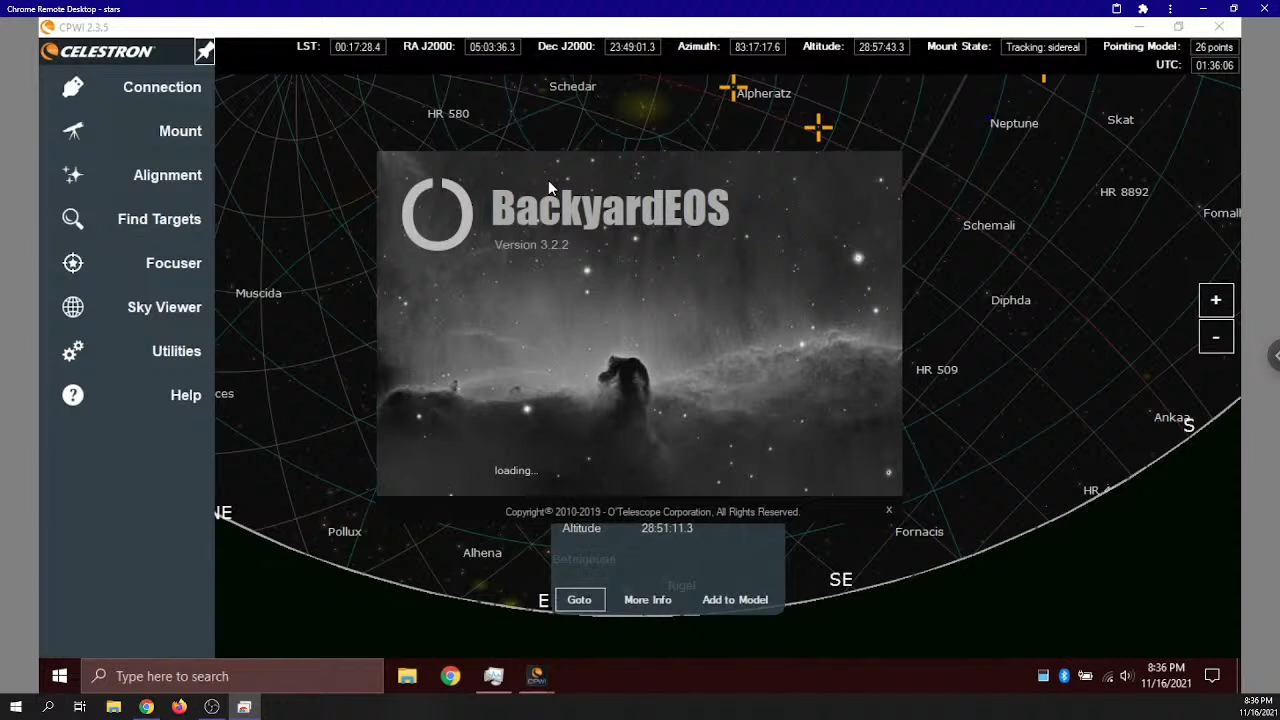 Chrome Remote Desktop - stars
CPWI 2.3.5
CELESTRON
LST: 00:17:28.4 RA J2000: 05:03:36.3 Dec J2000: 23:49:01.3 Azimuth: 83:17:17.6 Altitude: 28:57:43.3 Mount State: Tracking: sidereal Pointing Model: 26 points
UTC: 01:36:06
Connection
Mount
Alignment
Find Targets
Focuser
Sky Viewer
Utilities
Help
Schedar
Alpheratz
HR 580
Neptune
Skat
HR 8892
Schemali
Muscida
Diphda
HR 509
ces
Ankaa
S
HR
NE
Pollux
Alhena
Fornacis
SE
E
BackyardEOS
Version 3.2.2
loading...
Copyright© 2010-2019 - O'Telescope Corporation, All Rights Reserved.
x
Altitude 28:51:11.3
Betelgeuse
Rigel
Goto More Info Add to Model
+
-
Type here to search
CPWI
8:36 PM
11/16/2021
8:36 PM
11/16/2021